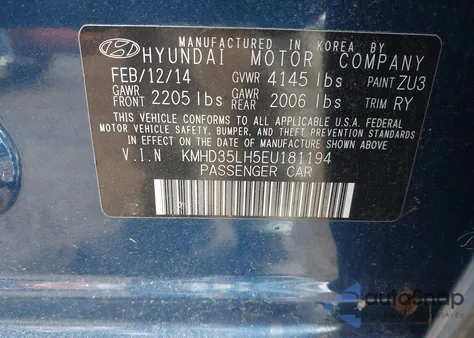 MANUFACTURED IN KOREA BY
HYUNDAI MOTOR COMPANY
FEB/12/14 GVWR 4145 lbs PAINT ZU3
GAWR FRONT 2205 lbs GAWR REAR 2006 lbs TRIM RY
THIS VEHICLE CONFORMS TO ALL APPLICABLE U.S.A. FEDERAL
MOTOR VEHICLE SAFETY, BUMPER, AND THEFT PREVENTION
STANDARDS IN EFFECT ON THE DATE OF MANUFACTURE SHOWN ABOVE.
V.I.N KMHD35LH5EU181194
PASSENGER CAR
autosnap